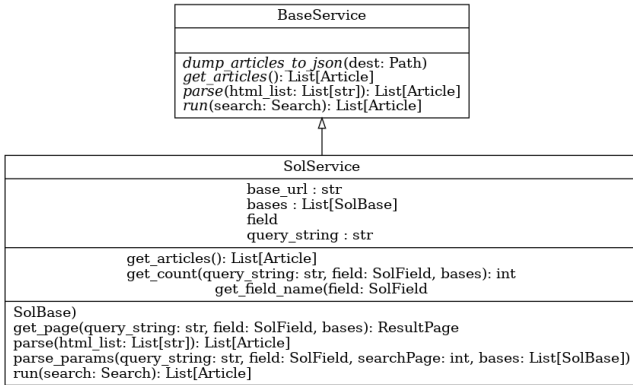 BaseService
dump_articles_to_json(dest: Path)
get_articles(): List[Article]
parse(html_list: List[str]): List[Article]
run(search: Search): List[Article]
SolService
base_url : str
bases : List[SolBase]
field
query_string : str
get_articles(): List[Article]
get_count(query_string: str, field: SolField, bases): int
get_field_name(field: SolField
SolBase)
get_page(query_string: str, field: SolField, bases): ResultPage
parse(html_list: List[str]): List[Article]
parse_params(query_string: str, field: SolField, searchPage: int, bases: List[SolBase])
run(search: Search): List[Article]